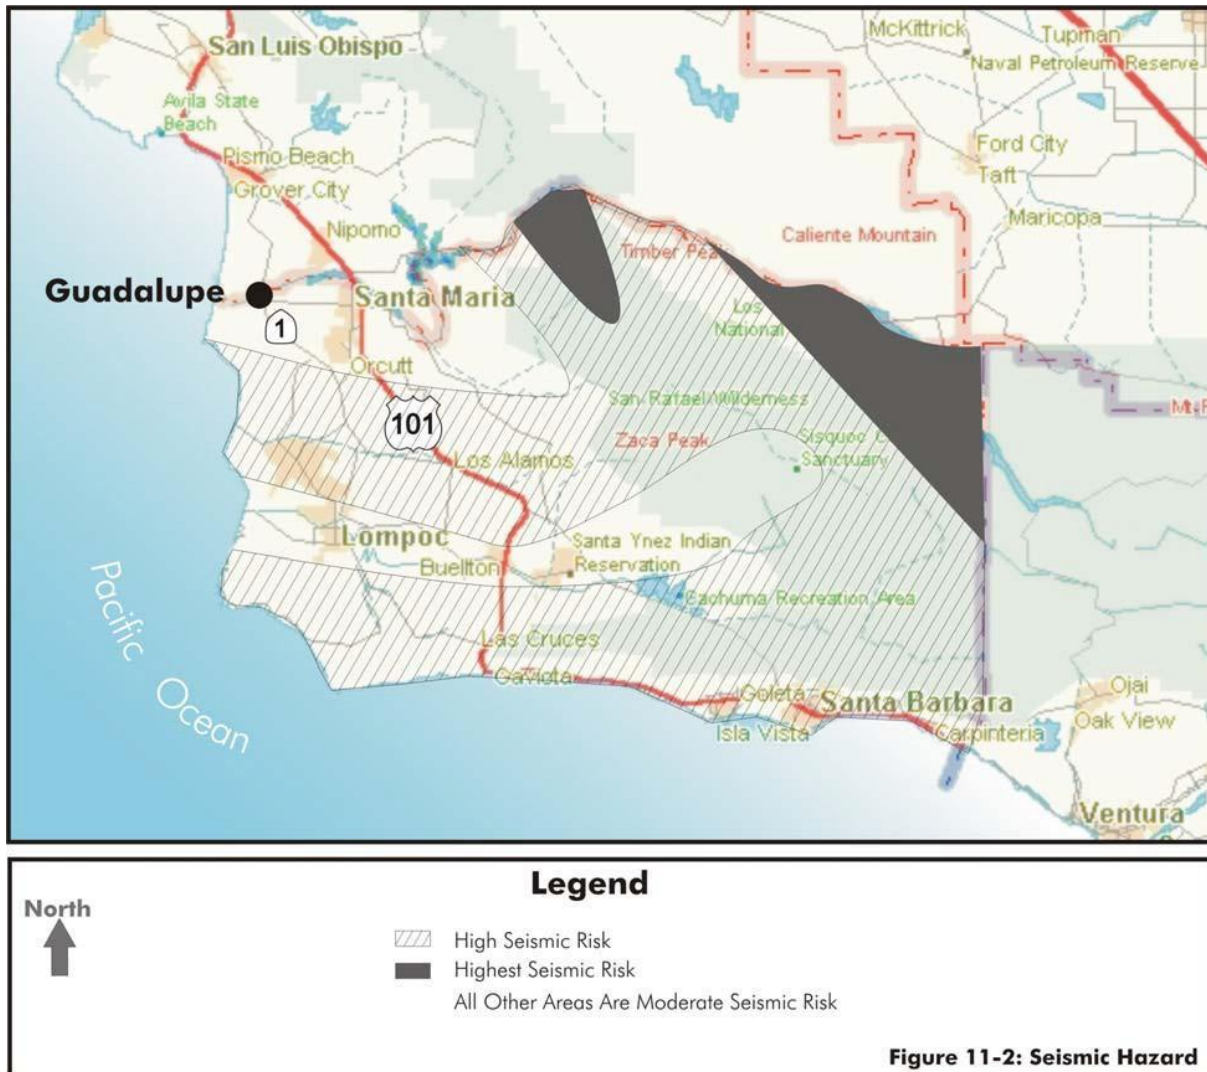 San Luis Obispo
McKittrick
Tupman
Naval Petroleum Reserve
Avila State
Beach
Pismo Beach
Grover City
Ford City
Taft
Maricopa
Nipomo
Caliente Mountain
Timber Pea
Guadalupe
Santa Maria
1
Los
National
Orcutt
San Rafael Wilderness
101
Zaca Peak
Sisquoc C
Sanctuary
Los Alamos
Lompoc
Santa Ynez Indian
Reservation
Buellton
Cachuma Recreation Area
Las Cruces
Gaviota
Goleta
Santa Barbara
Isla Vista
Carpinteria
Ojai
Oak View
Ventura
Pacific Ocean
Legend
North
High Seismic Risk
Highest Seismic Risk
All Other Areas Are Moderate Seismic Risk
Figure 11-2: Seismic Hazard